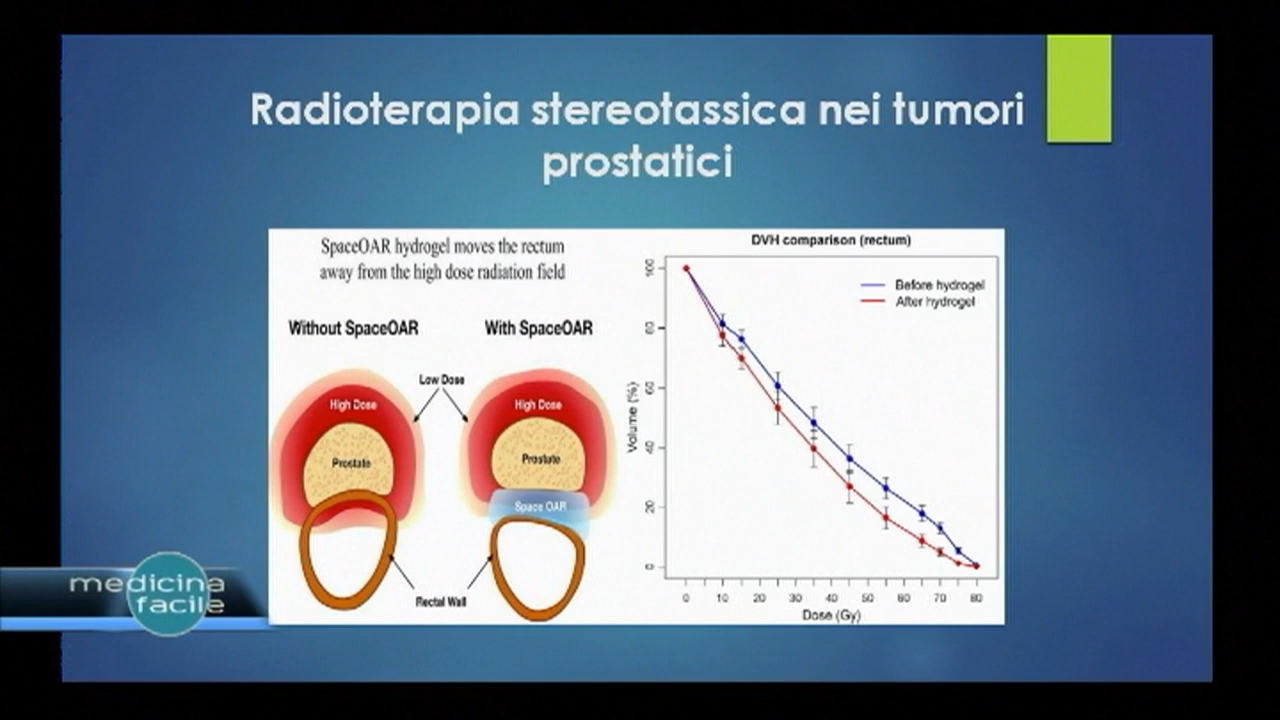 Radioterapia stereotassica nei tumori
prostatici
SpaceOAR hydrogel moves the rectum
away from the high dose radiation field
Without SpaceOAR
With SpaceOAR
Low Dose
High Dose
High Dose
Prostate
Prostate
Space OAR
Rectal Wall
DVH comparison (rectum)
Before hydrogel
After hydrogel
Volume (%)
100
80
60
40
20
0
0 10 20 30 40 50 60 70 80
Dose (Gy)
medicina
facile